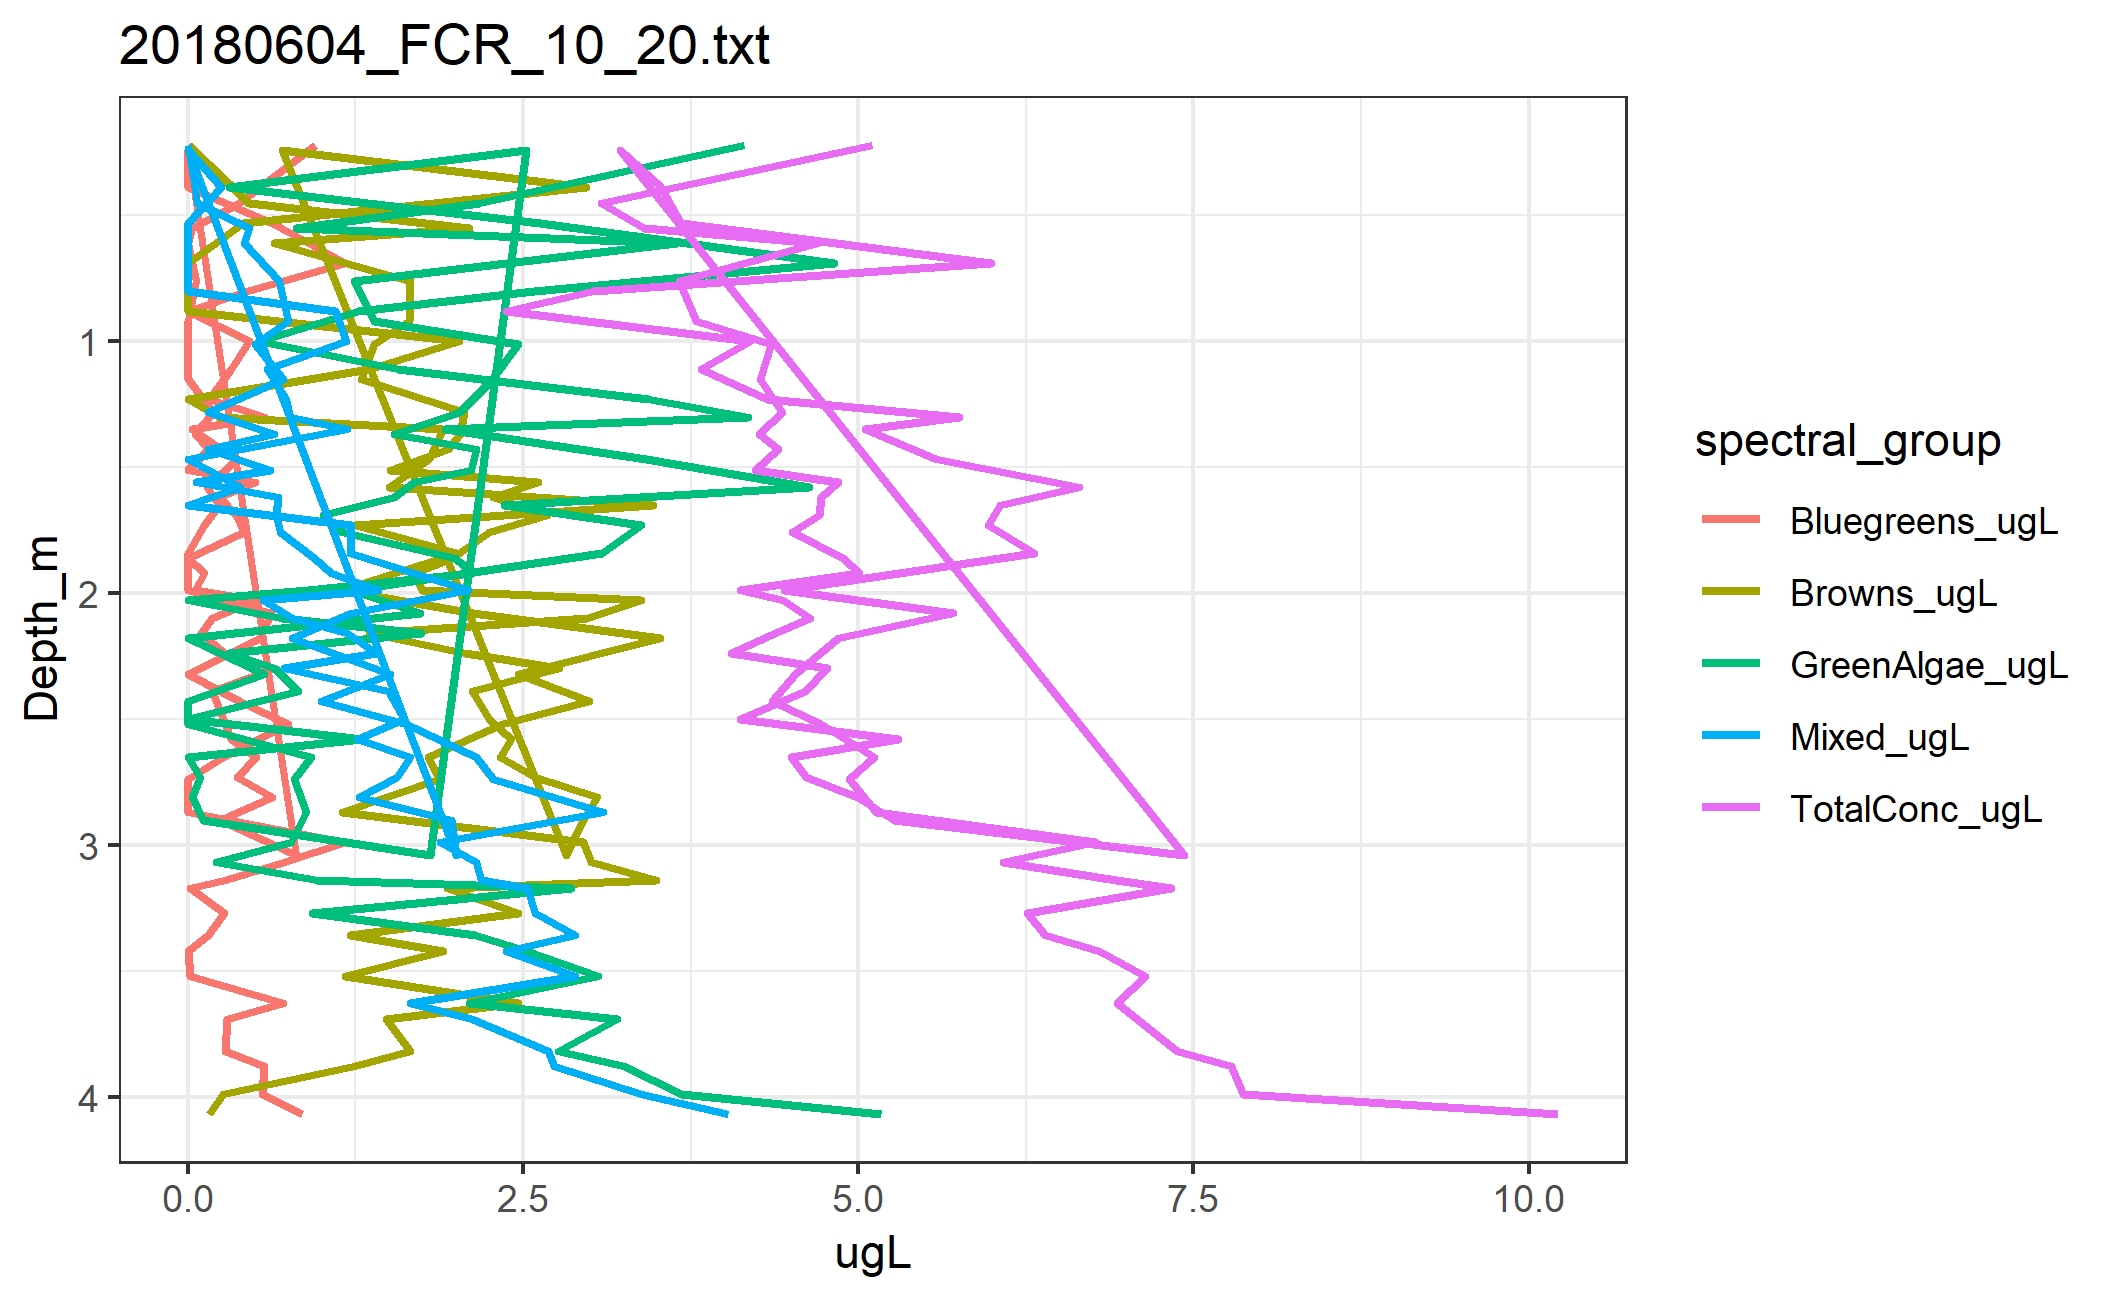 20180604_FCR_10_20.txt
Depth_m
1
2
3
4
0.0 2.5 5.0 7.5 10.0
ugL
spectral_group
Bluegreens_ugL
Browns_ugL
GreenAlgae_ugL
Mixed_ugL
TotalConc_ugL